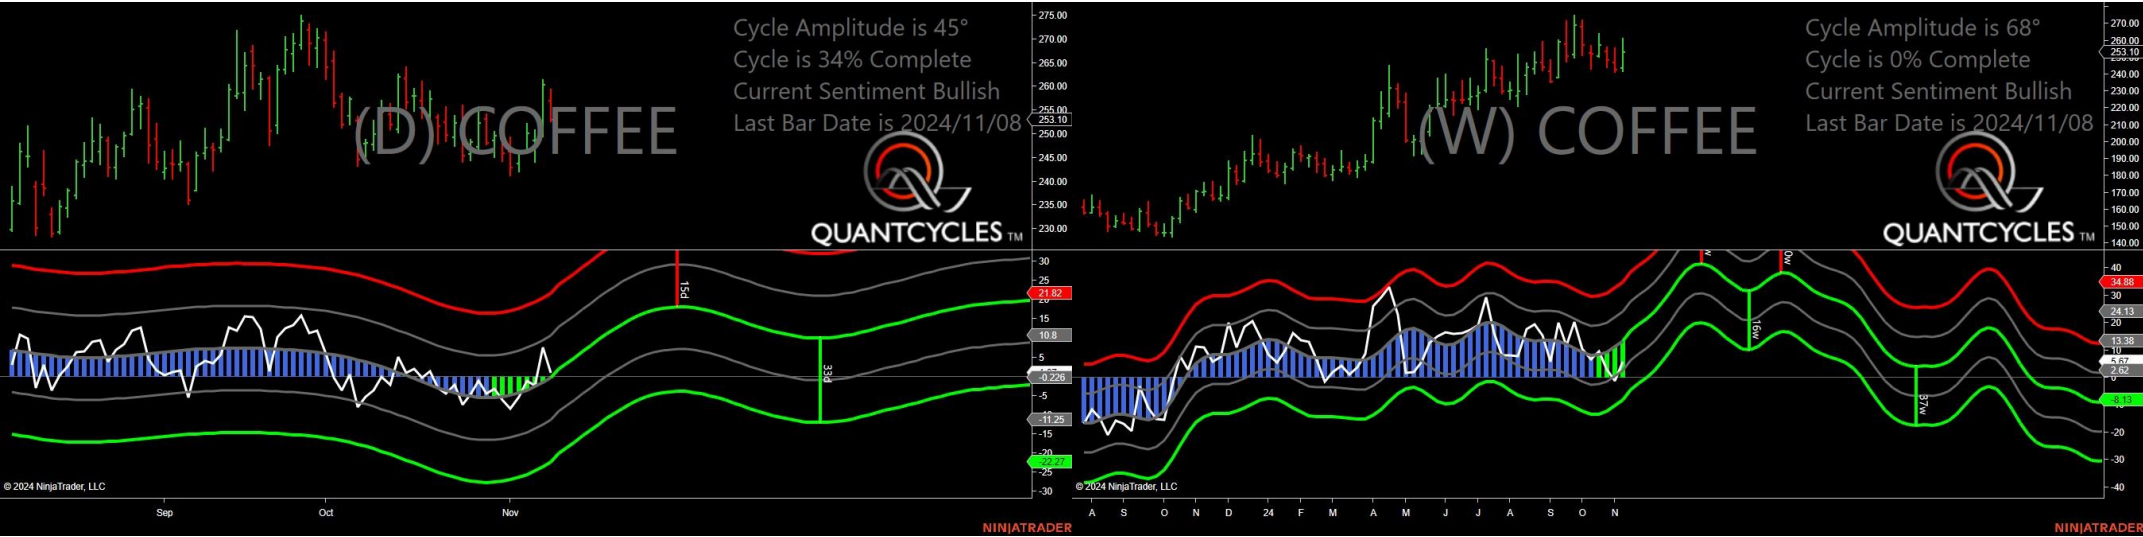 Cycle Amplitude is 45°
Cycle is 34% Complete
Current Sentiment Bullish
Last Bar Date is 2024/11/08
(D) COFFEE
QUANTCYCLES TM
275.00
270.00
265.00
260.00
255.00
253.10
250.00
245.00
240.00
235.00
230.00
30
25
21.82
15
10.8
5
-0.226
-5
-11.25
-15
-20
-22.27
-25
-30
15d
33d
© 2024 NinjaTrader, LLC
Sep Oct Nov
NINJATRADER
Cycle Amplitude is 68°
Cycle is 0% Complete
Current Sentiment Bullish
Last Bar Date is 2024/11/08
(W) COFFEE
QUANTCYCLES TM
270.00
260.00
253.10
240.00
230.00
220.00
210.00
200.00
190.00
180.00
170.00
160.00
150.00
140.00
40
34.88
30
24.13
20
13.38
10
5.67
2.62
-8.13
-20
-30
-40
16w
37w
© 2024 NinjaTrader, LLC
A S O N D 24 F M A M J J A S O N
NINJATRADER